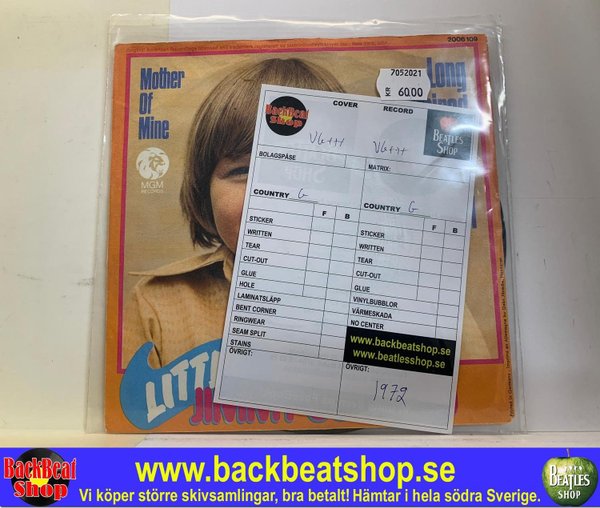 2006109
Mother
Of
Mine
Long
7052021
KR 60.00
MGM
RECORDS
BackBeat
Shop
COVER
RECORD
BEATLES
SHOP
VG+++
VG+++
BOLAGSPÅSE
MATRIX:
COUNTRY G
COUNTRY G
F B
F B
STICKER
STICKER
WRITTEN
WRITTEN
TEAR
TEAR
CUT-OUT
CUT-OUT
GLUE
GLUE
HOLE
VINYLBUBBLOR
LAMINATSLÄPP
VÄRMESKADA
BENT CORNER
NO CENTER
RINGWEAR
SEAM SPLIT
STAINS
ÖVRIGT:
www.backbeatshop.se
www.beatlesshop.se
ÖVRIGT:
1972
LITT
BackBeat
Shop
www.backbeatshop.se
Vi köper större skivsamlingar, bra betalt! Hämtar i hela södra Sverige.
BEATLES
SHOP